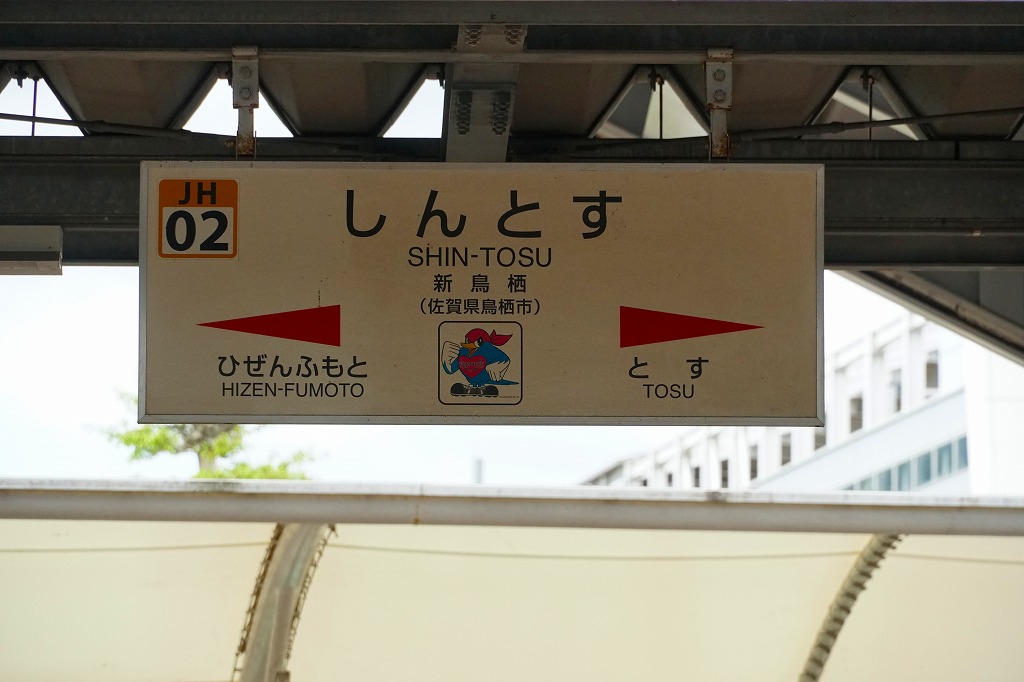 JH
02
しんとす
SHIN-TOSU
新鳥栖
（佐賀県鳥栖市）
ひぜんふもと
HIZEN-FUMOTO
とす
TOSU